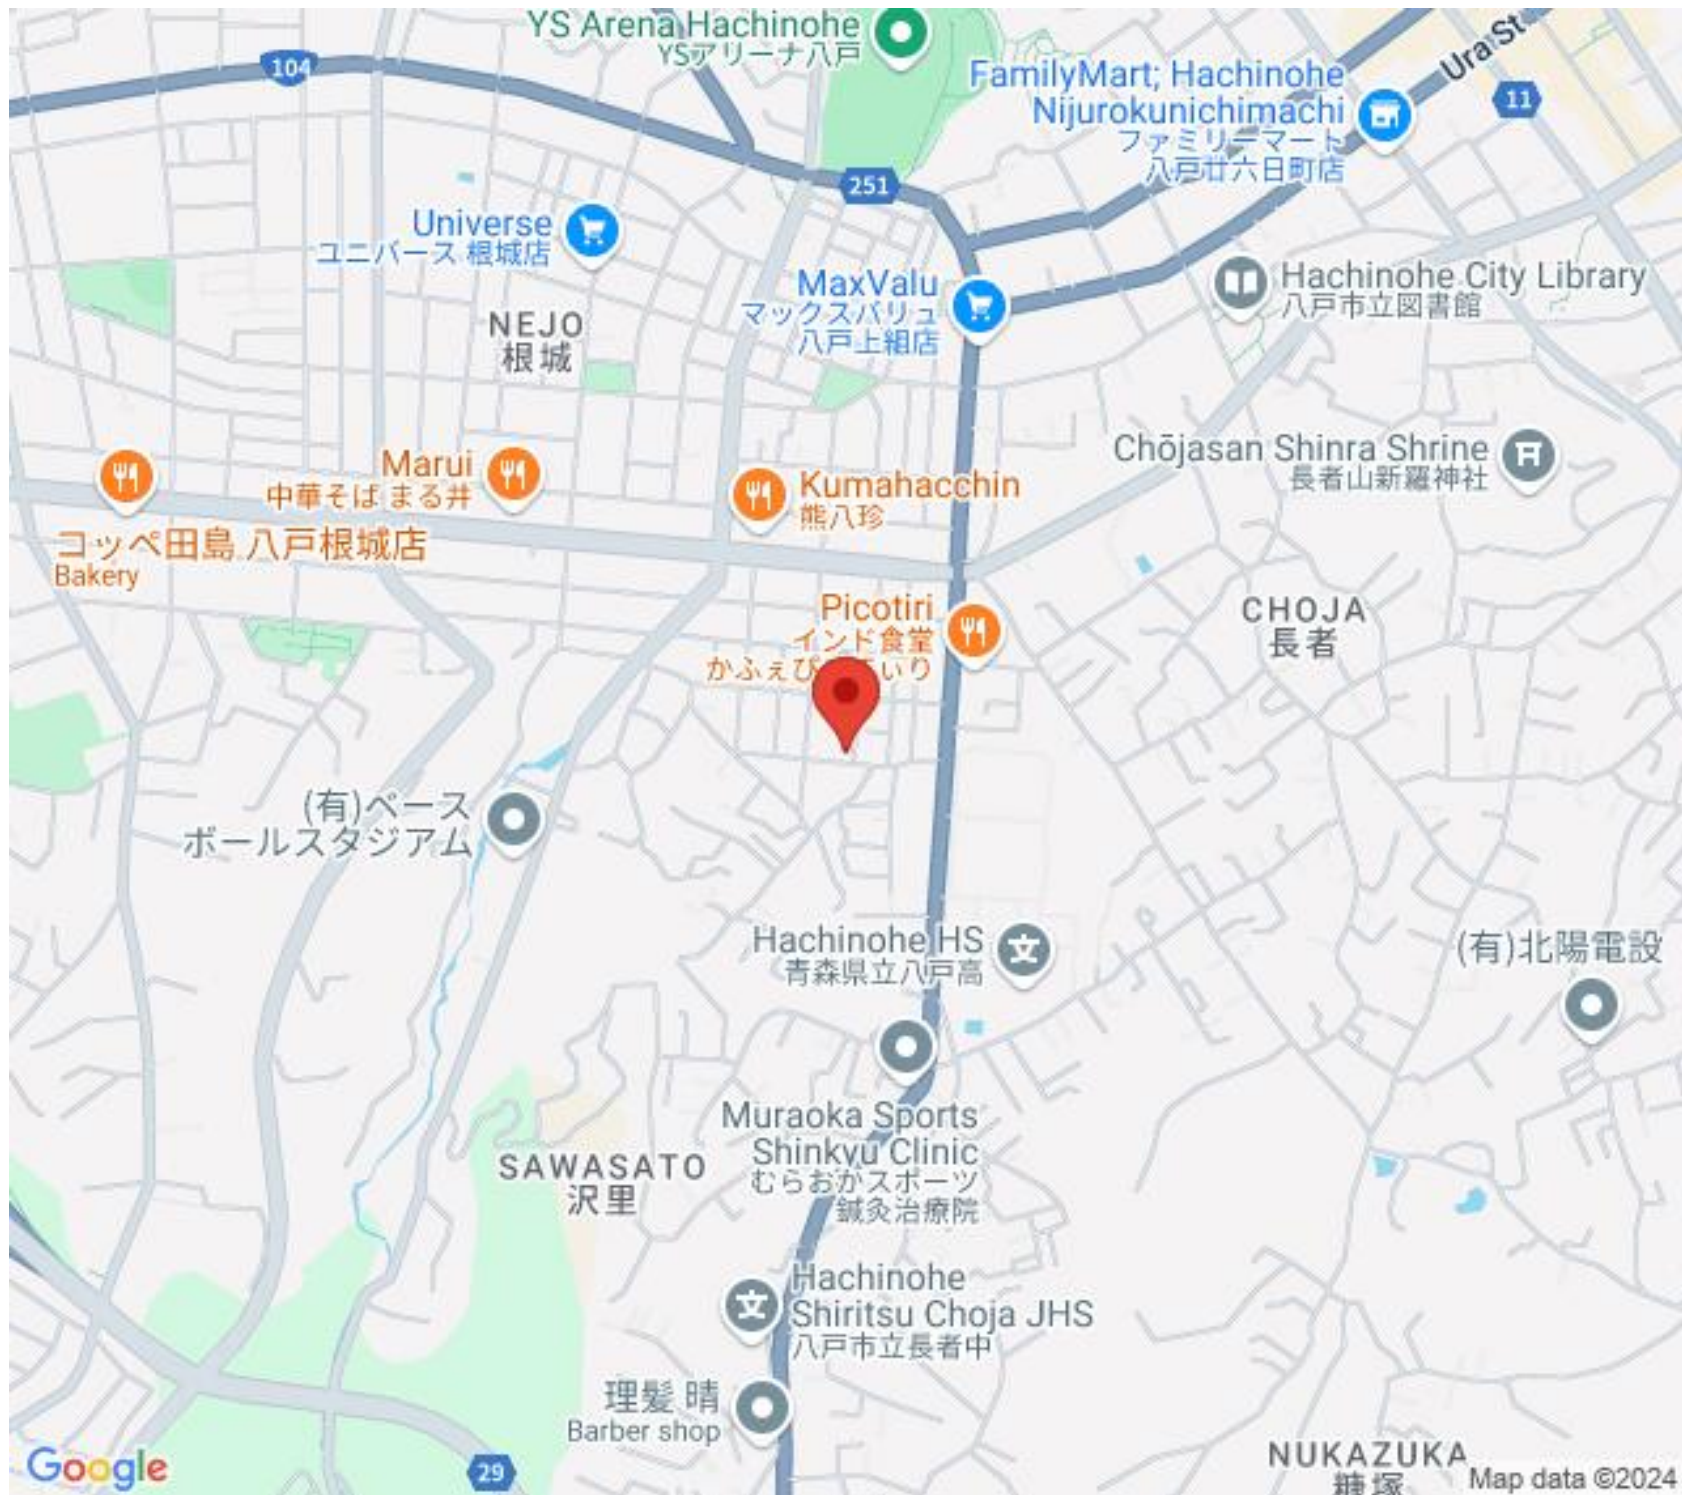 YS Arena Hachinohe
YSアリーナ八戸
104
FamilyMart; Hachinohe
Nijurokunichimachi
ファミリーマート
八戸廿六日町店
Ura St
11
251
Universe
ユニバース 根城店
MaxValu
マックスバリュ
八戸上組店
Hachinohe City Library
八戸市立図書館
NEJO
根城
Chōjasan Shinra Shrine
長者山新羅神社
Marui
中華そば まる井
Kumahacchin
熊八珍
コッペ田島 八戸根城店
Bakery
Picotiri
インド食堂
かふぇぴ
いり
CHOJA
長者
(有)ベース
ボールスタジアム
Hachinohe HS
青森県立八戸高
(有)北陽電設
Muraoka Sports
Shinkyu Clinic
むらおかスポーツ
鍼灸治療院
SAWASATO
沢里
Hachinohe
Shiritsu Choja JHS
八戸市立長者中
理髪 晴
Barber shop
29
NUKAZUKA
糠塚
Google
Map data ©2024